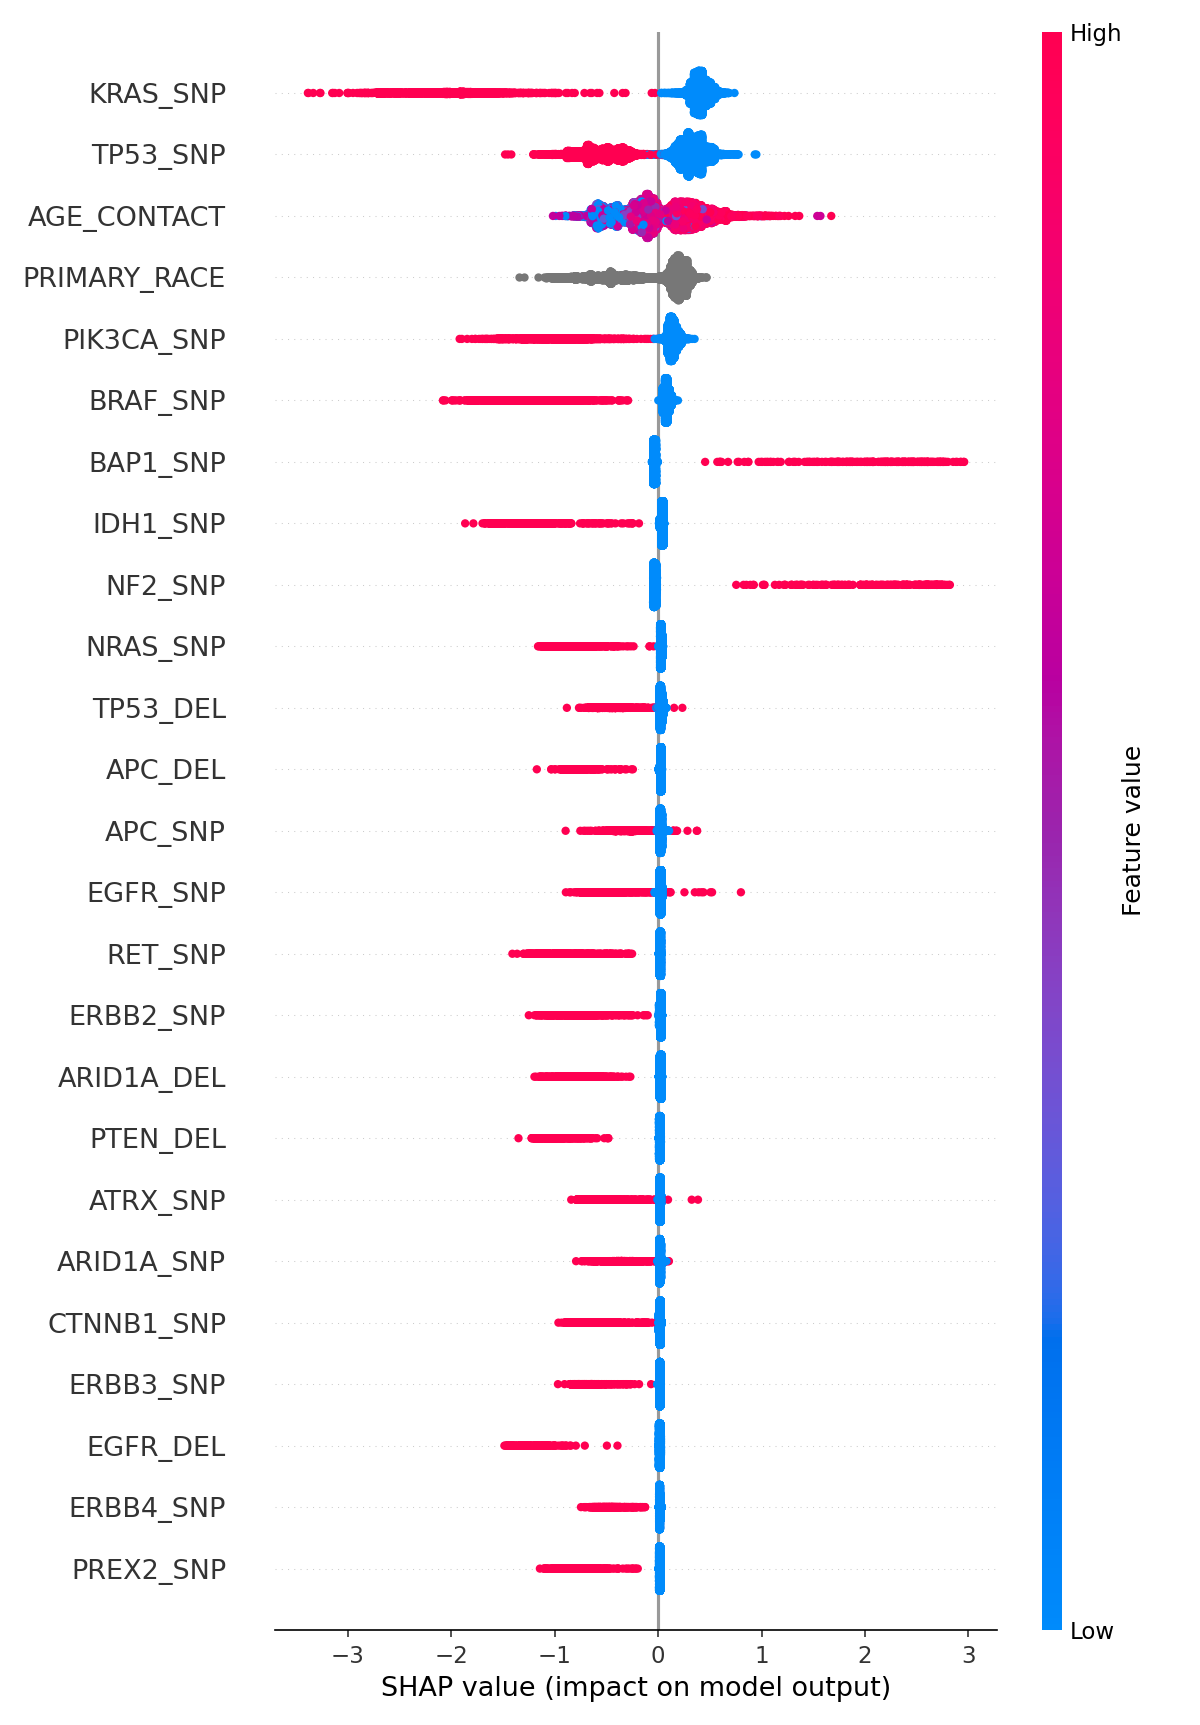 High
KRAS_SNP
TP53_SNP
AGE_CONTACT
PRIMARY_RACE
PIK3CA_SNP
BRAF_SNP
BAP1_SNP
IDH1_SNP
NF2_SNP
NRAS_SNP
TP53_DEL
APC_DEL
APC_SNP
EGFR_SNP
RET_SNP
ERBB2_SNP
ARID1A_DEL
PTEN_DEL
ATRX_SNP
ARID1A_SNP
CTNNB1_SNP
ERBB3_SNP
EGFR_DEL
ERBB4_SNP
PREX2_SNP
Feature value
Low
−3 −2 −1 0 1 2 3
SHAP value (impact on model output)